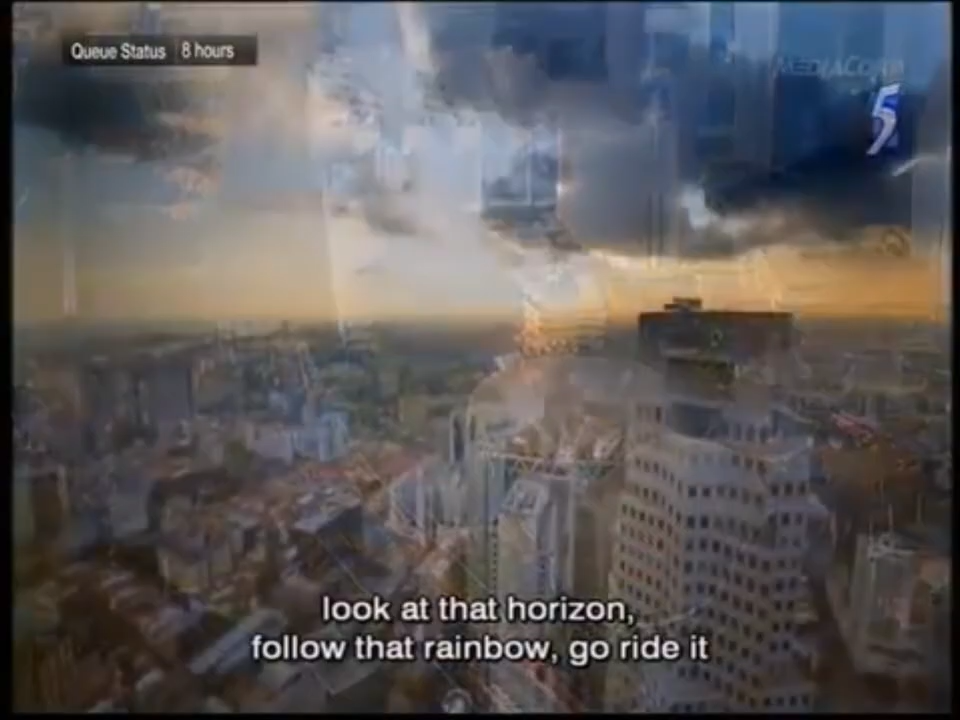 Queue Status 8 hours
MEDIACORP
5
look at that horizon,
follow that rainbow, go ride it